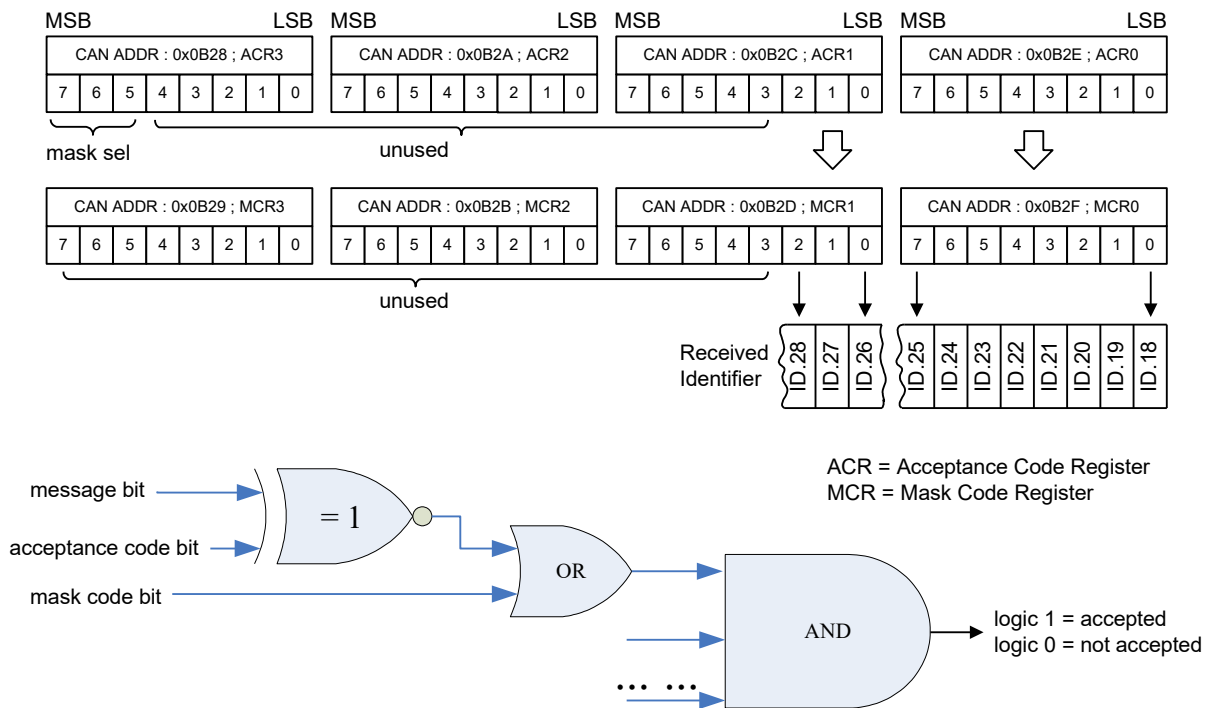 MSB LSB MSB MSB LSB MSB LSB
CAN ADDR : 0x0B28 ; ACR3 CAN ADDR : 0x0B2A ; ACR2 CAN ADDR : 0x0B2C ; ACR1 CAN ADDR : 0x0B2E ; ACR0
7 6 5 4 3 2 1 0 7 6 5 4 3 2 1 0 7 6 5 4 3 2 1 0 7 6 5 4 3 2 1 0
mask sel unused
CAN ADDR : 0x0B29 ; MCR3 CAN ADDR : 0x0B2B ; MCR2 CAN ADDR : 0x0B2D ; MCR1 CAN ADDR : 0x0B2F ; MCR0
7 6 5 4 3 2 1 0 7 6 5 4 3 2 1 0 7 6 5 4 3 2 1 0 7 6 5 4 3 2 1 0
unused
Received
Identifier
ID.28 ID.27 ID.26 ID.25 ID.24 ID.23 ID.22 ID.21 ID.20 ID.19 ID.18
ACR = Acceptance Code Register
MCR = Mask Code Register
message bit
= 1
acceptance code bit
OR
mask code bit
AND
logic 1 = accepted
logic 0 = not accepted
... ...